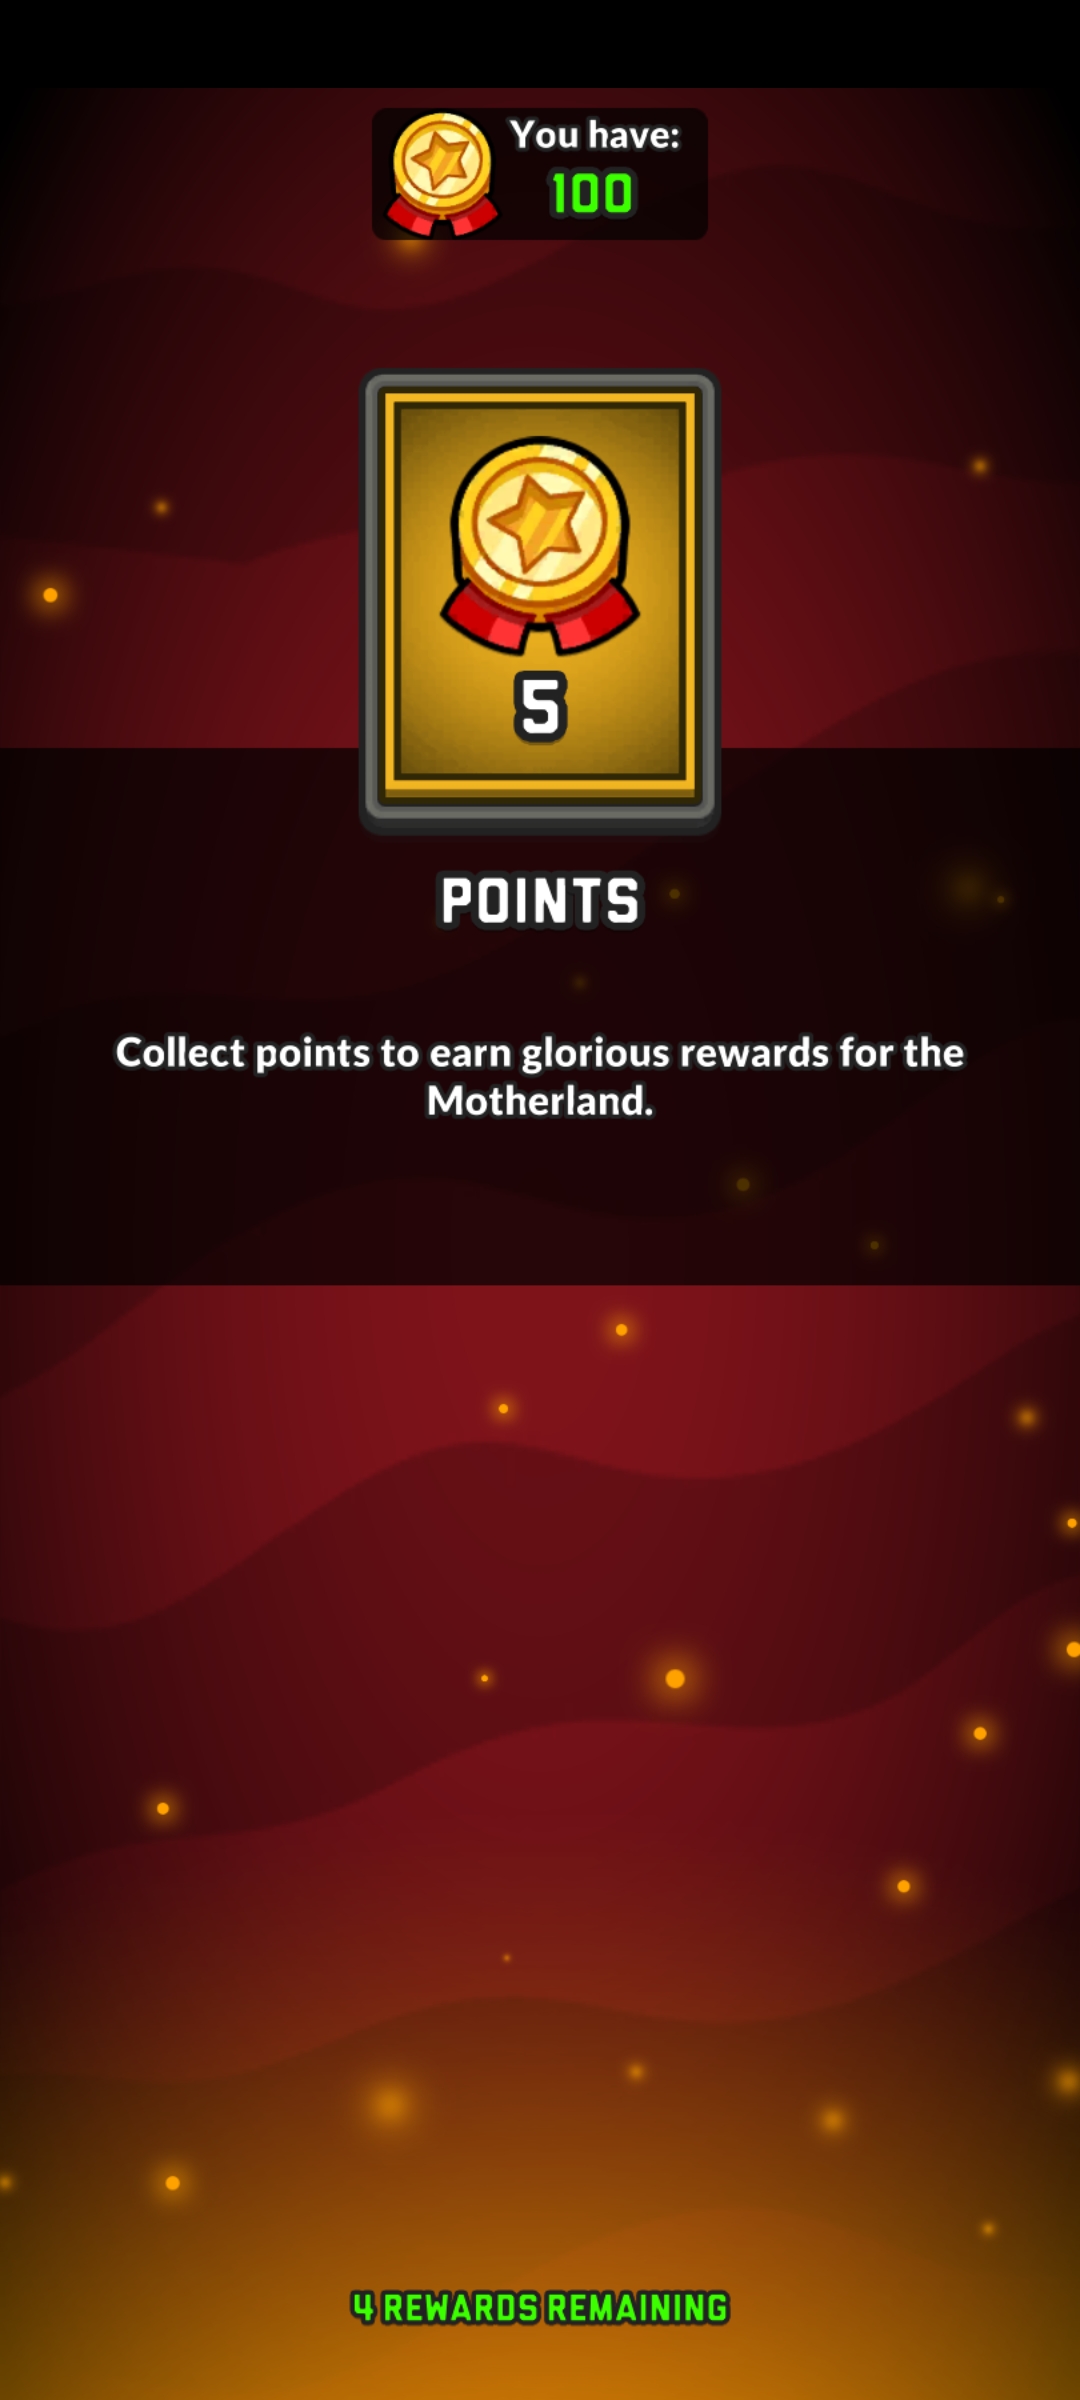 You have:
100
5
POINTS
Collect points to earn glorious rewards for the
Motherland.
4 REWARDS REMAINING